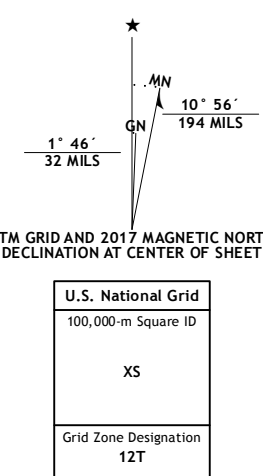 ★
MN
GN
10° 56´
194 MILS
1° 46´
32 MILS
TM GRID AND 2017 MAGNETIC NORT
DECLINATION AT CENTER OF SHEET
U.S. National Grid
100,000-m Square ID
XS
Grid Zone Designation
12T